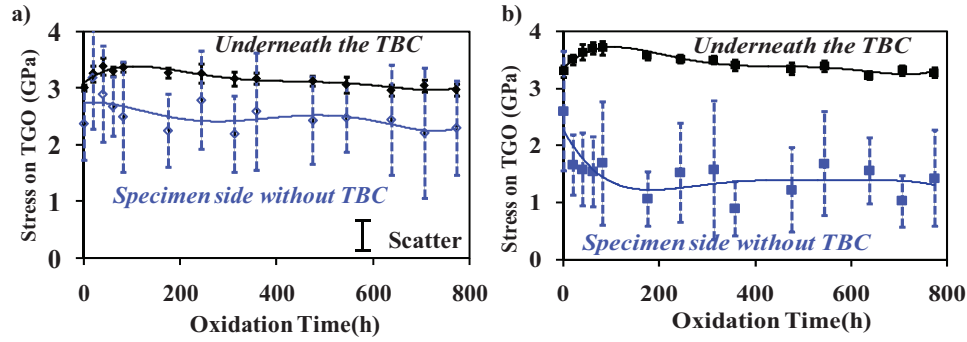 a)
Stress on TGO (GPa)
4
3
2
1
0
Underneath the TBC
Specimen side without TBC
Scatter
0 200 400 600 800
Oxidation Time(h)
b)
Stress on TGO (GPa)
4
3
2
1
0
Underneath the TBC
Specimen side without TBC
0 200 400 600 800
Oxidation Time(h)